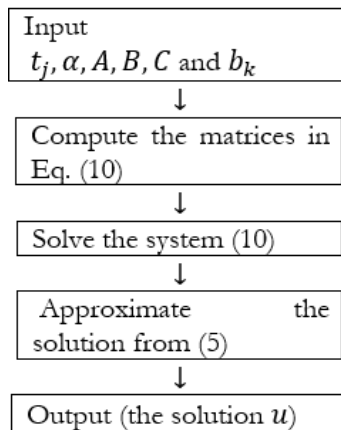 Input
t_j, α, A, B, C and b_k
↓
Compute the matrices in
Eq. (10)
↓
Solve the system (10)
↓
Approximate the
solution from (5)
↓
Output (the solution u)